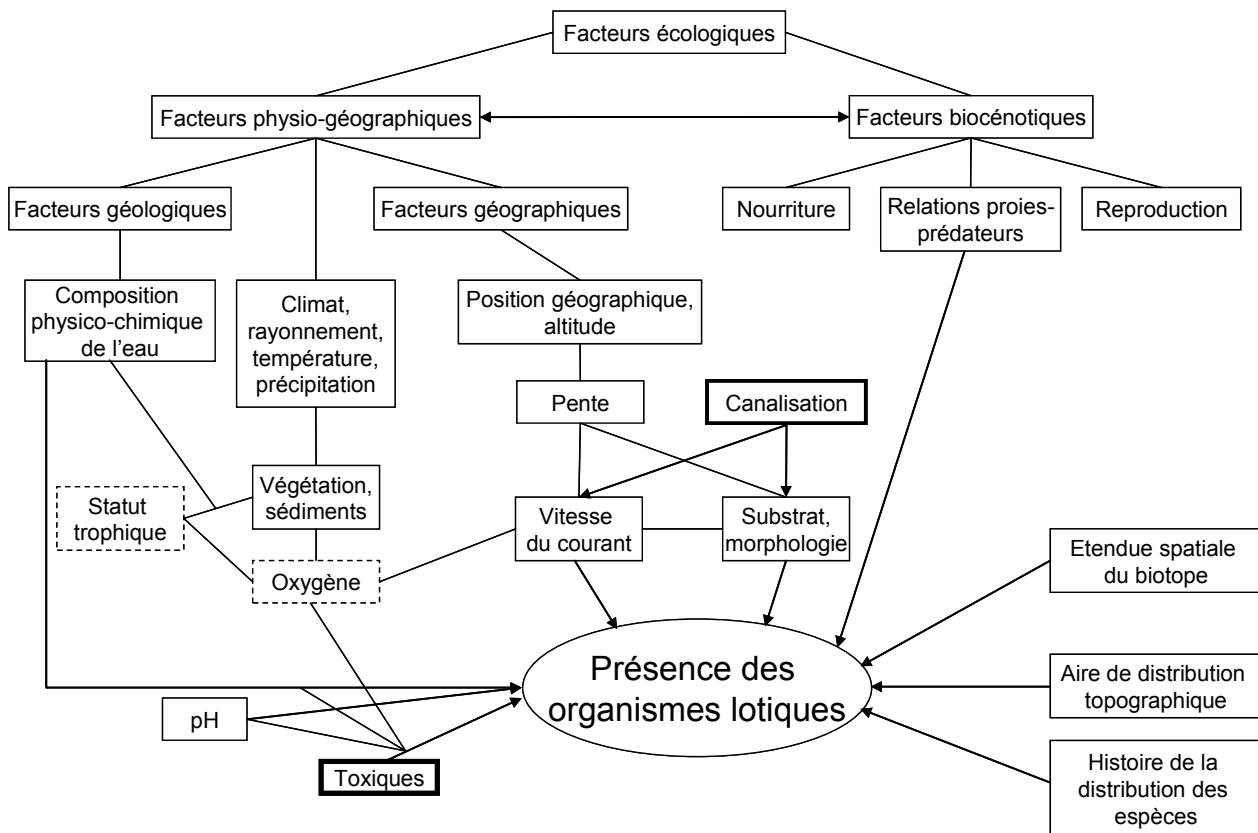 Facteurs écologiques
Facteurs physio-géographiques
Facteurs biocénotiques
Facteurs géologiques
Facteurs géographiques
Nourriture
Relations proies-
prédateurs
Reproduction
Composition
physico-chimique
de l'eau
Climat,
rayonnement,
température,
précipitation
Position géographique,
altitude
Pente
Canalisation
Statut
trophique
Végétation,
sédiments
Vitesse
du courant
Substrat,
morphologie
Oxygène
Etendue spatiale
du biotope
Présence des
organismes lotiques
Aire de distribution
topographique
pH
Toxiques
Histoire de la
distribution des
espèces